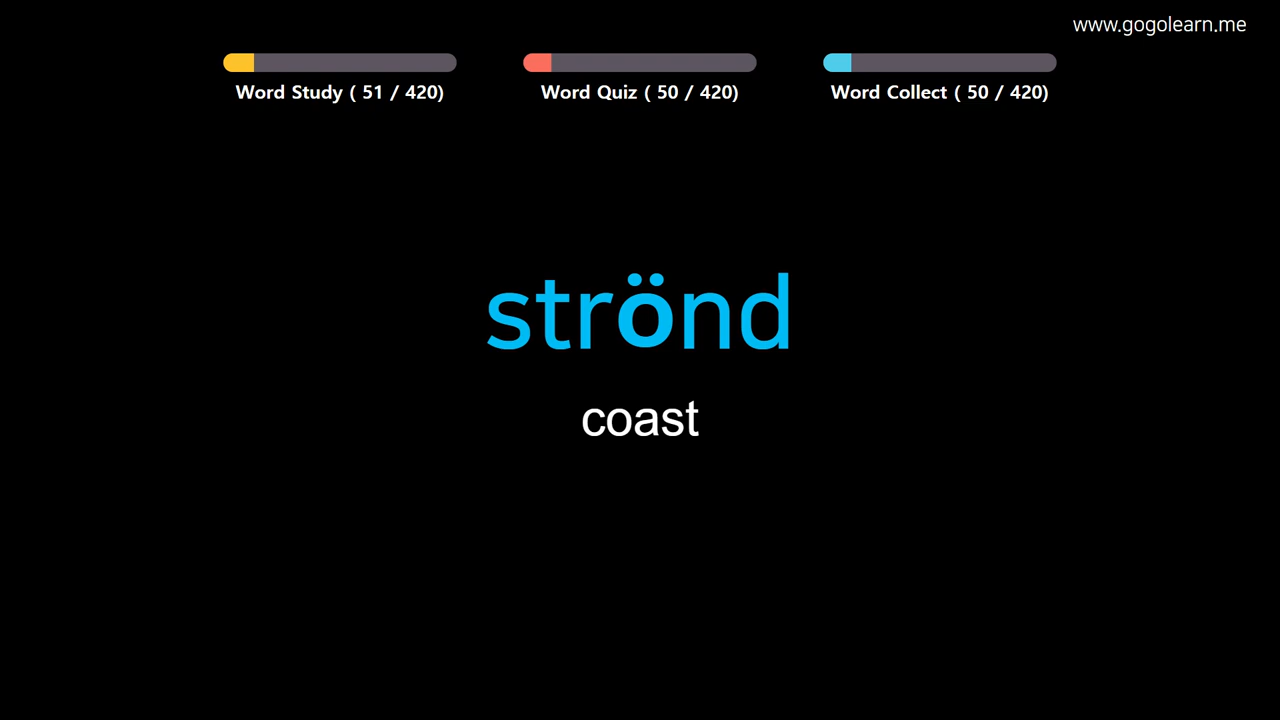 www.gogolearn.me
Word Study ( 51 / 420)
Word Quiz ( 50 / 420)
Word Collect ( 50 / 420)
strönd
coast